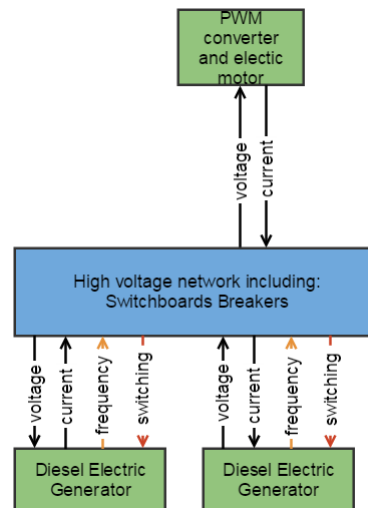 PWM
converter
and electic
motor
voltage
current
High voltage network including:
Switchboards Breakers
voltage
current
frequency
switching
voltage
current
frequency
switching
Diesel Electric
Generator
Diesel Electric
Generator